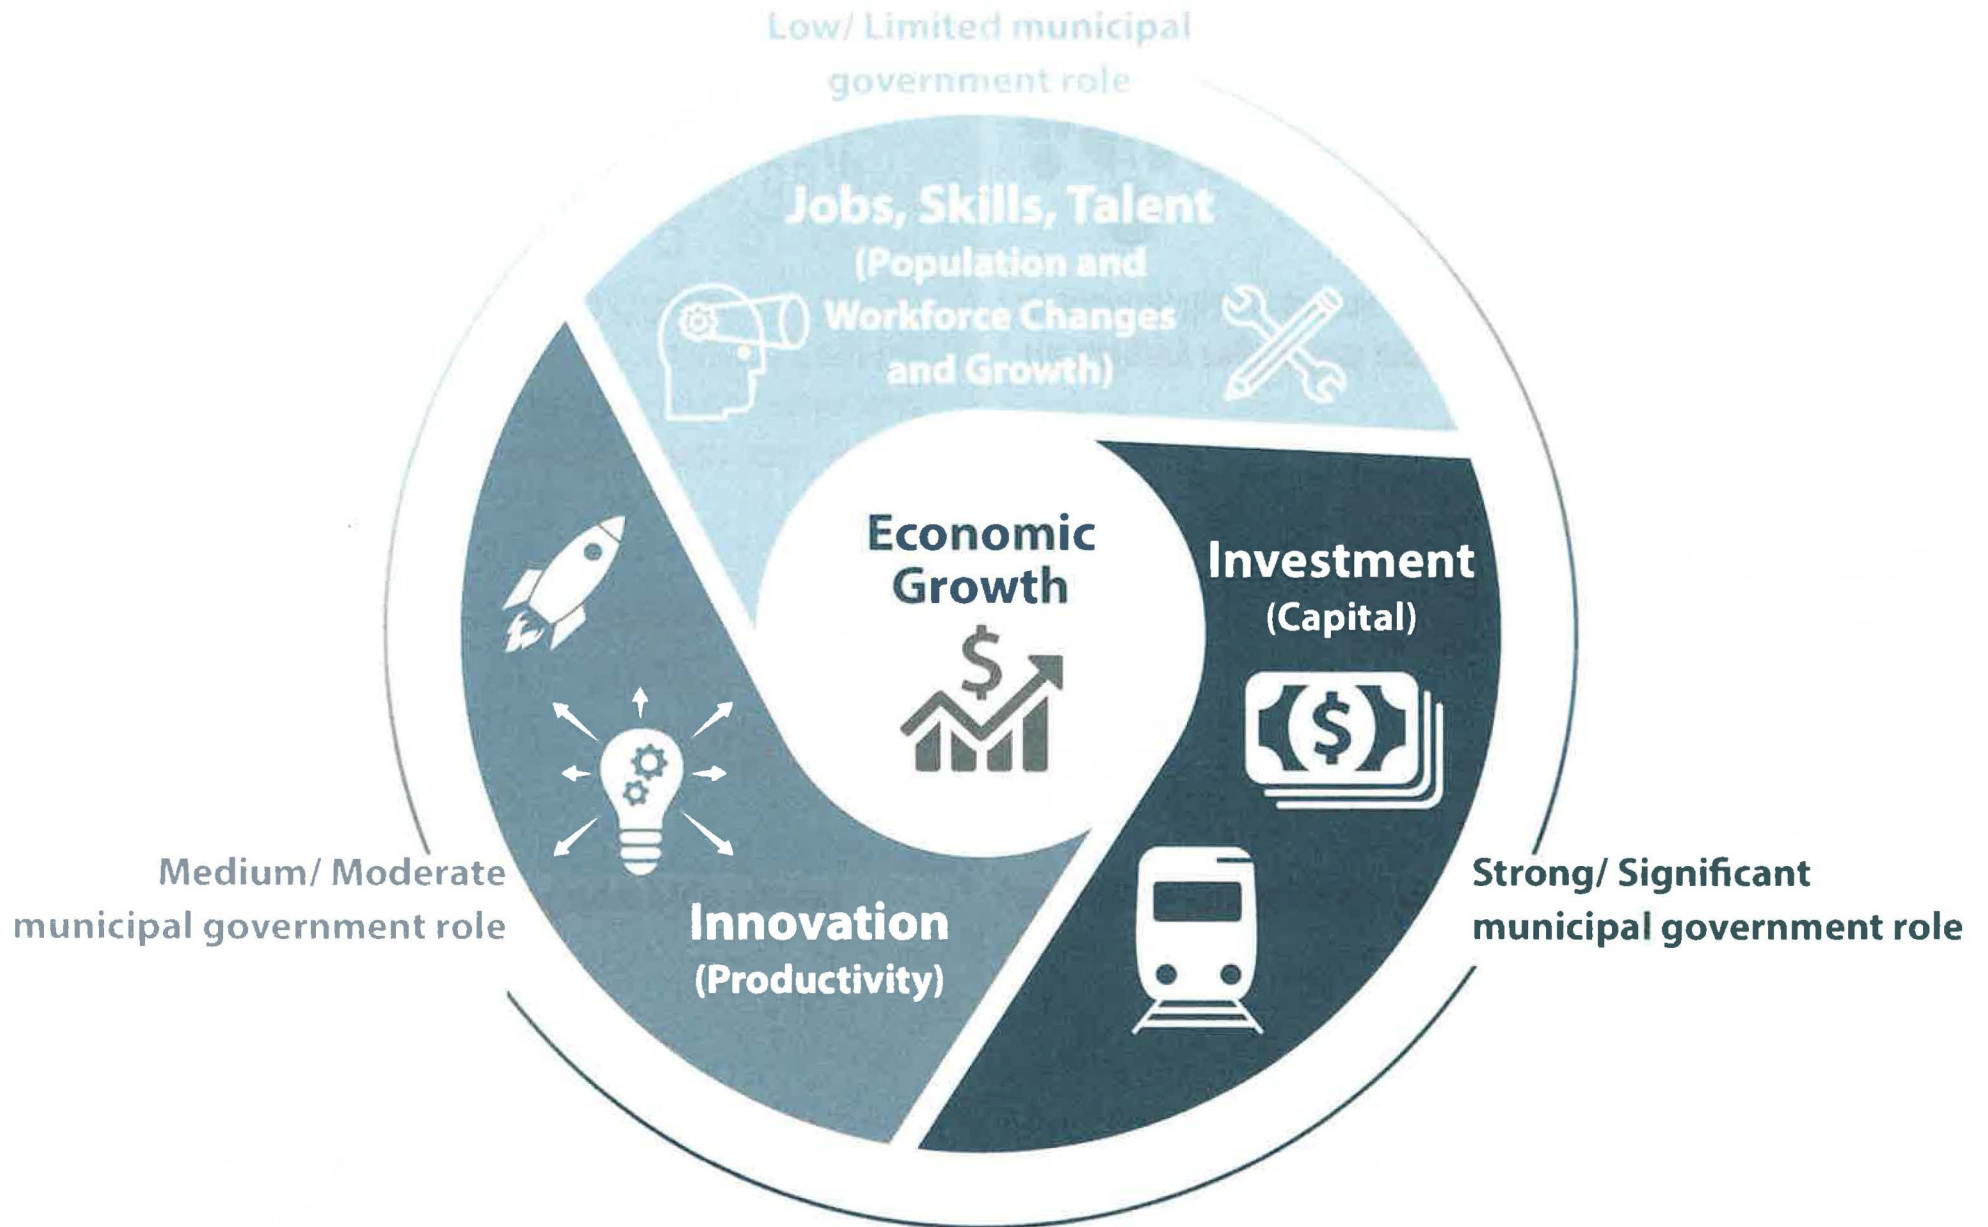 Low/ Limited municipal
government role
Jobs, Skills, Talent
(Population and
Workforce Changes
and Growth)
Economic
Growth
$
Investment
(Capital)
$
Medium/ Moderate
municipal government role
Innovation
(Productivity)
Strong/ Significant
municipal government role